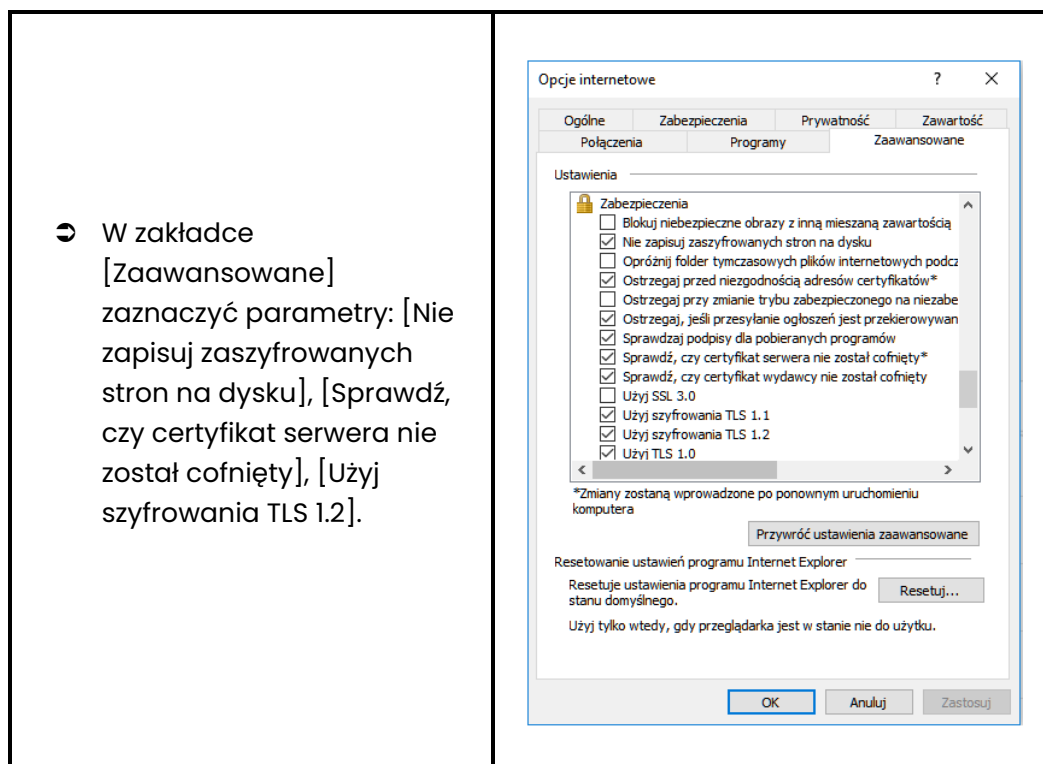 ➲ W zakładce
[Zaawansowane]
zaznaczyć parametry: [Nie
zapisuj zaszyfrowanych
stron na dysku], [Sprawdź,
czy certyfikat serwera nie
został cofnięty], [Użyj
szyfrowania TLS 1.2].
Opcje internetowe ? ×
Ogólne Zabezpieczenia Prywatność Zawartość
Połączenia Programy Zaawansowane
Ustawienia
Zabezpieczenia
Blokuj niebezpieczne obrazy z inną mieszaną zawartością
Nie zapisuj zaszyfrowanych stron na dysku
Opróżnij folder tymczasowych plików internetowych podcz
Ostrzegaj przed niezgodnością adresów certyfikatów*
Ostrzegaj przy zmianie trybu zabezpieczonego na niezabe
Ostrzegaj, jeśli przesyłanie ogłoszeń jest przekierowywan
Sprawdzaj podpisy dla pobieranych programów
Sprawdź, czy certyfikat serwera nie został cofnięty*
Sprawdź, czy certyfikat wydawcy nie został cofnięty
Użyj SSL 3.0
Użyj szyfrowania TLS 1.1
Użyj szyfrowania TLS 1.2
Użyj TLS 1.0
*Zmiany zostaną wprowadzone po ponownym uruchomieniu
komputera
Przywróć ustawienia zaawansowane
Resetowanie ustawień programu Internet Explorer
Resetuje ustawienia programu Internet Explorer do
stanu domyślnego.
Resetuj...
Użyj tylko wtedy, gdy przeglądarka jest w stanie nie do użytku.
OK Anuluj Zastosuj